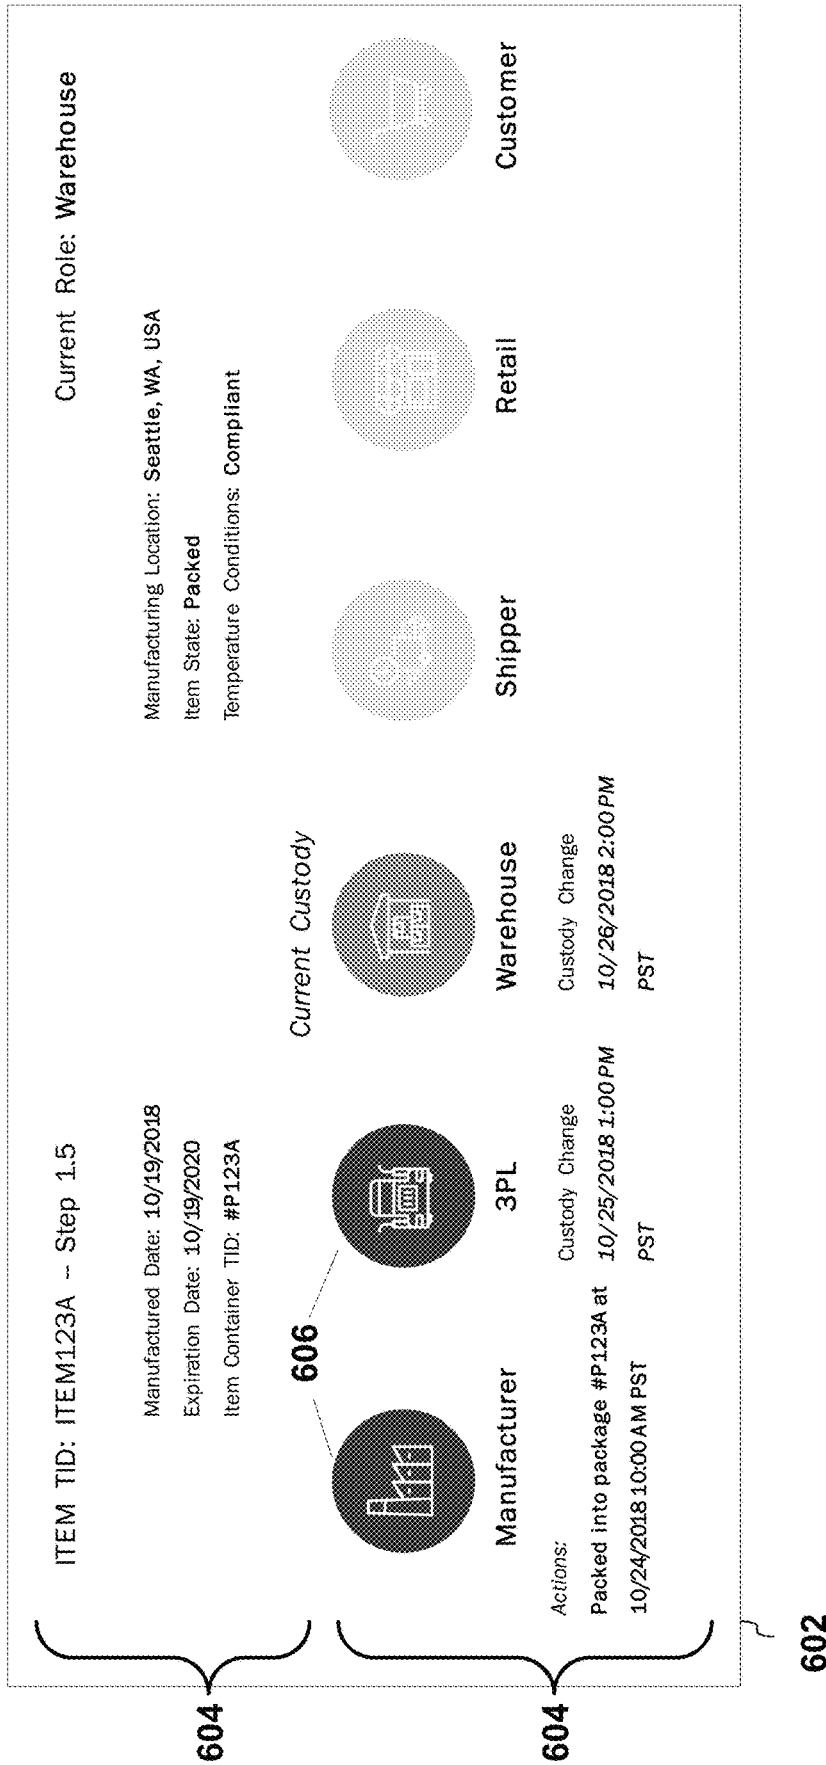 ITEM TID: ITEM123A – Step 1.5
Current Role: Warehouse
Manufactured Date: 10/19/2018
Expiration Date: 10/19/2020
Item Container TID: #P123A
Manufacturing Location: Seattle, WA, USA
Item State: Packed
Temperature Conditions: Compliant
604
606
Current Custody
Manufacturer
3PL
Warehouse
Shipper
Retail
Customer
Actions:
Packed into package #P123A at
10/24/2018 10:00 AM PST
Custody Change
10/25/2018 1:00 PM
PST
Custody Change
10/26/2018 2:00 PM
PST
604
602